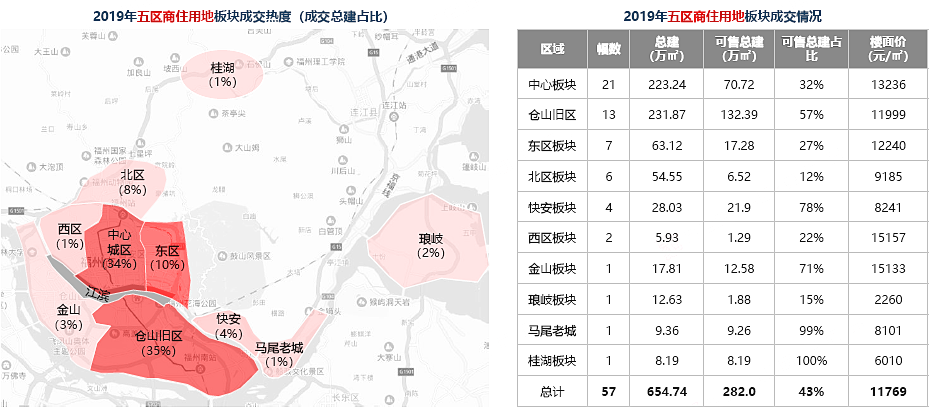 2019年五区商住用地板块成交热度（成交总建占比）
桂湖
(1%)
北区
(8%)
西区
(1%)
中心
城区
(34%)
东区
(10%)
琅岐
(2%)
江滨
金山
(3%)
仓山旧区
(35%)
快安
(4%)
马尾老城
(1%)
2019年五区商住用地板块成交情况
区域 幅数 总建(万㎡) 可售总建(万㎡) 可售总建占比 楼面价(元/㎡)
中心板块 21 223.24 70.72 32% 13236
仓山旧区 13 231.87 132.39 57% 11999
东区板块 7 63.12 17.28 27% 12240
北区板块 6 54.55 6.52 12% 9185
快安板块 4 28.03 21.9 78% 8241
西区板块 2 5.93 1.29 22% 15157
金山板块 1 17.81 12.58 71% 15133
琅岐板块 1 12.63 1.88 15% 2260
马尾老城 1 9.36 9.26 99% 8101
桂湖板块 1 8.19 8.19 100% 6010
总计 57 654.74 282.0 43% 11769